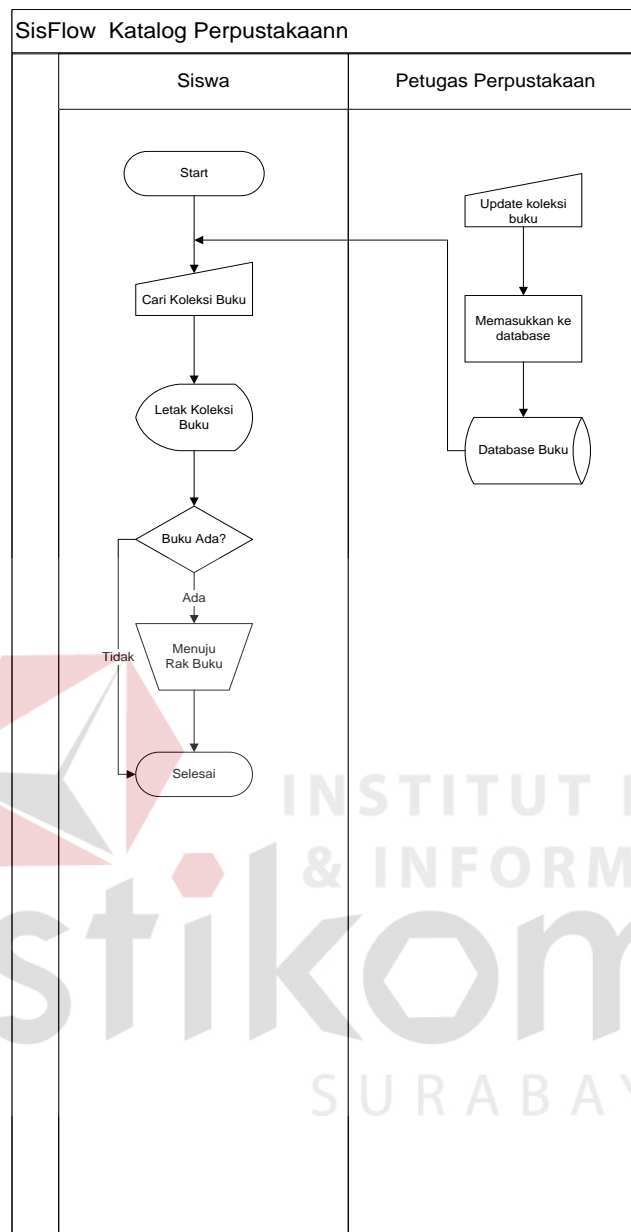 SisFlow Katalog Perpustakaann
Siswa
Petugas Perpustakaan
Start
Cari Koleksi Buku
Letak Koleksi
Buku
Buku Ada?
Ada
Tidak
Menuju
Rak Buku
Selesai
Update koleksi
buku
Memasukkan ke
database
Database Buku
INSTITUT
& INFORM
stikom
SURABAY